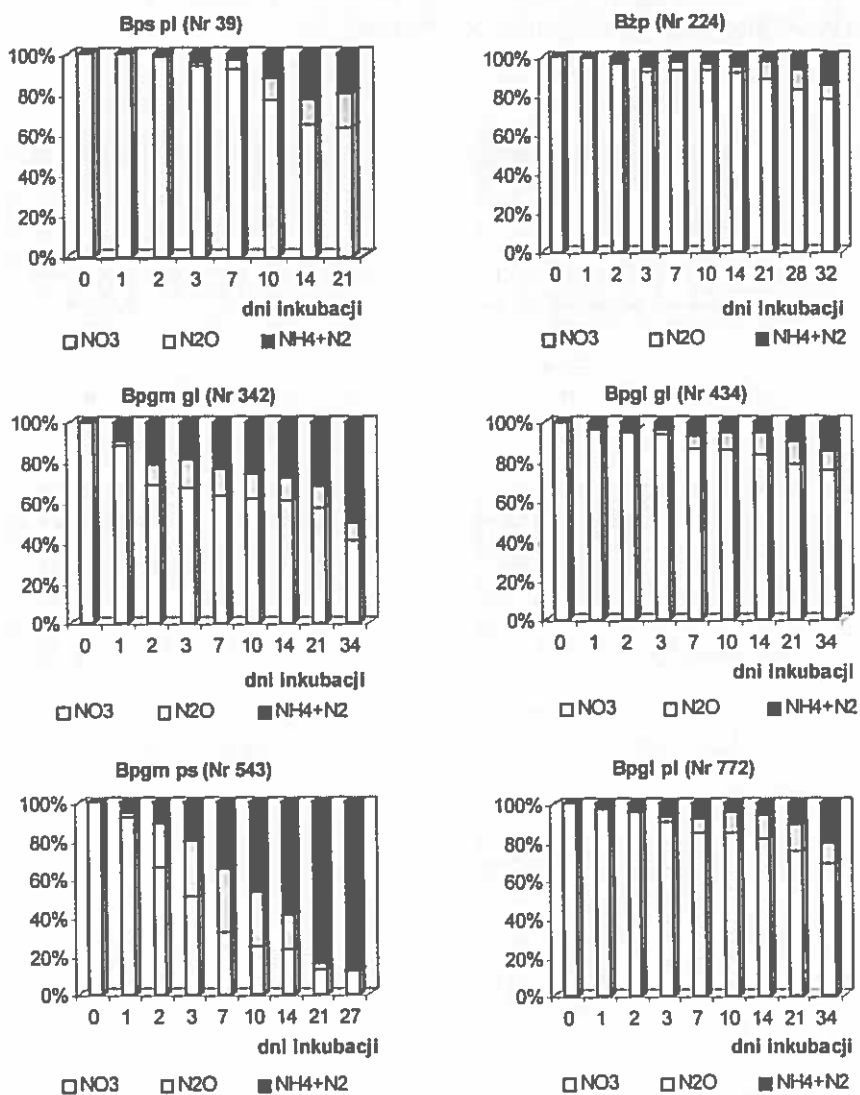 Bps pl (Nr 39)
100%
80%
60%
40%
20%
0%
0 1 2 3 7 10 14 21
dni inkubacji
NO3 N2O NH4+N2
Bżp (Nr 224)
100%
80%
60%
40%
20%
0%
0 1 2 3 7 10 14 21 28 32
dni inkubacji
NO3 N2O NH4+N2
Bpgm gl (Nr 342)
100%
80%
60%
40%
20%
0%
0 1 2 3 7 10 14 21 34
dni inkubacji
NO3 N2O NH4+N2
Bpgl gl (Nr 434)
100%
80%
60%
40%
20%
0%
0 1 2 3 7 10 14 21 34
dni inkubacji
NO3 N2O NH4+N2
Bpgm ps (Nr 543)
100%
80%
60%
40%
20%
0%
0 1 2 3 7 10 14 21 27
dni inkubacji
NO3 N2O NH4+N2
Bpgl pl (Nr 772)
100%
80%
60%
40%
20%
0%
0 1 2 3 7 10 14 21 34
dni inkubacji
NO3 N2O NH4+N2